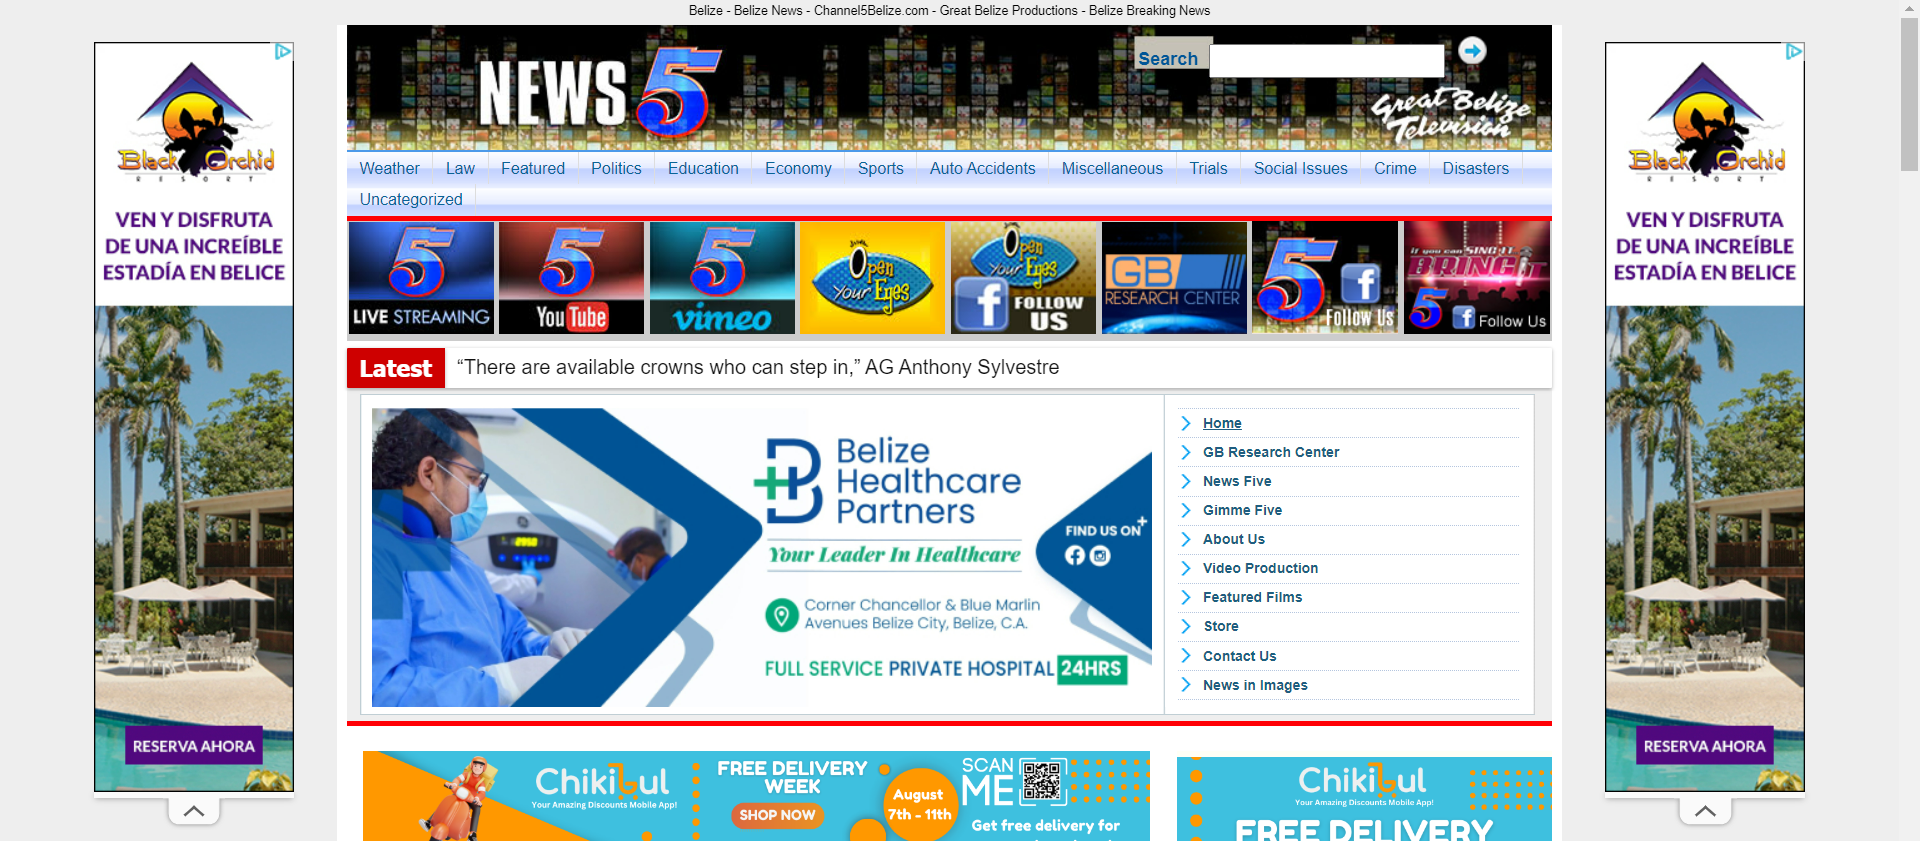 Belize - Belize News - Channel5Belize.com - Great Belize Productions - Belize Breaking News
NEWS 5
Search
Great Belize
Television
Weather Law Featured Politics Education Economy Sports Auto Accidents Miscellaneous Trials Social Issues Crime Disasters
Uncategorized
5
LIVE STREAMING
5
YouTube
5
vimeo
Open
Your Eyes
Open
Your Eyes
f FOLLOW
US
GB
RESEARCH CENTER
5 f
Follow Us
if you can SING IT
BRING IT
5 f Follow Us
Latest
“There are available crowns who can step in,” AG Anthony Sylvestre
Belize
Healthcare
Partners
Your Leader In Healthcare
Corner Chancellor & Blue Marlin
Avenues Belize City, Belize, C.A.
FULL SERVICE PRIVATE HOSPITAL 24HRS
FIND US ON
Home
GB Research Center
News Five
Gimme Five
About Us
Video Production
Featured Films
Store
Contact Us
News in Images
Chikibul
Your Amazing Discounts Mobile App!
FREE DELIVERY
WEEK
SHOP NOW
August
7th - 11th
SCAN
ME
Get free delivery for
Chikibul
Your Amazing Discounts Mobile App!
FREE DELIVERY
Black Orchid
RESORT
VEN Y DISFRUTA
DE UNA INCREÍBLE
ESTADÍA EN BELICE
RESERVA AHORA
Black Orchid
RESORT
VEN Y DISFRUTA
DE UNA INCREÍBLE
ESTADÍA EN BELICE
RESERVA AHORA